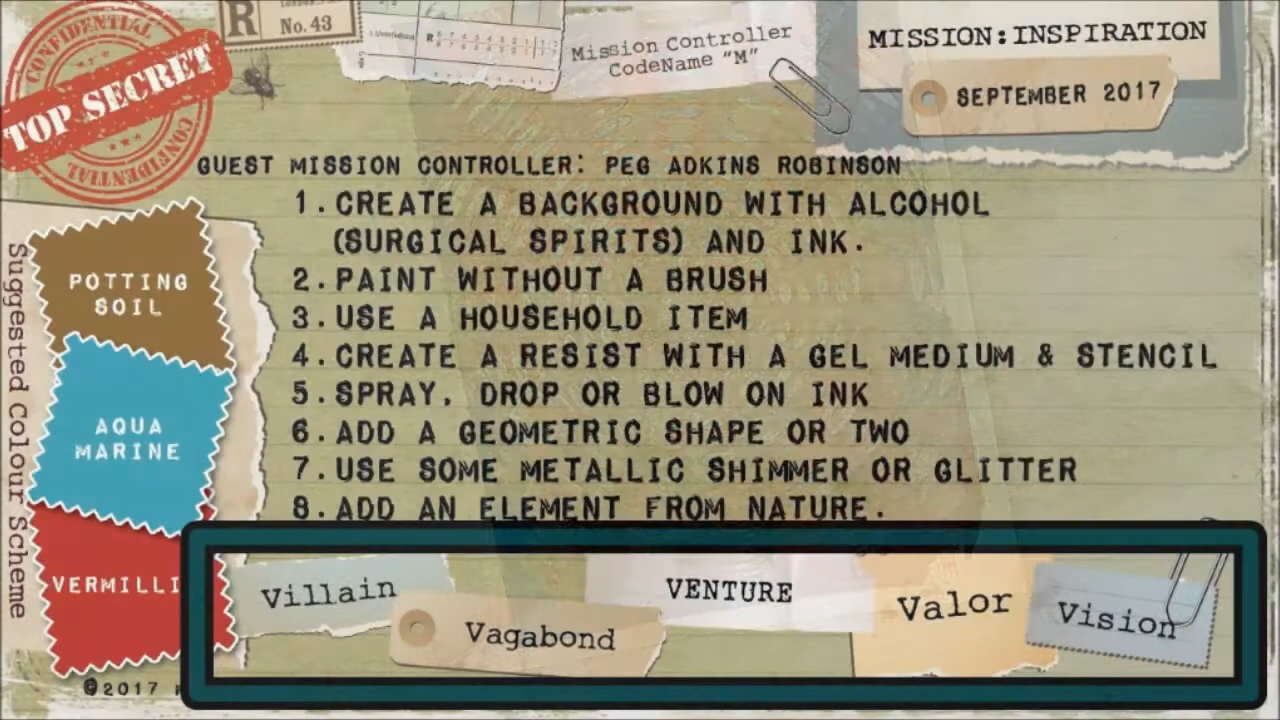 CONFIDENTIAL
TOP SECRET
CONFIDENTIAL
R
No.43
Mission Controller
CodeName "M"
MISSION:INSPIRATION
SEPTEMBER 2017
GUEST MISSION CONTROLLER: PEG ADKINS ROBINSON
1. CREATE A BACKGROUND WITH ALCOHOL
(SURGICAL SPIRITS) AND INK.
2. PAINT WITHOUT A BRUSH
3. USE A HOUSEHOLD ITEM
4. CREATE A RESIST WITH A GEL MEDIUM & STENCIL
5. SPRAY, DROP OR BLOW ON INK
6. ADD A GEOMETRIC SHAPE OR TWO
7. USE SOME METALLIC SHIMMER OR GLITTER
8. ADD AN ELEMENT FROM NATURE.
Suggested Colour Scheme
POTTING
SOIL
AQUA
MARINE
VERMILLI
Villain
Vagabond
VENTURE
Valor
Vision
©2017